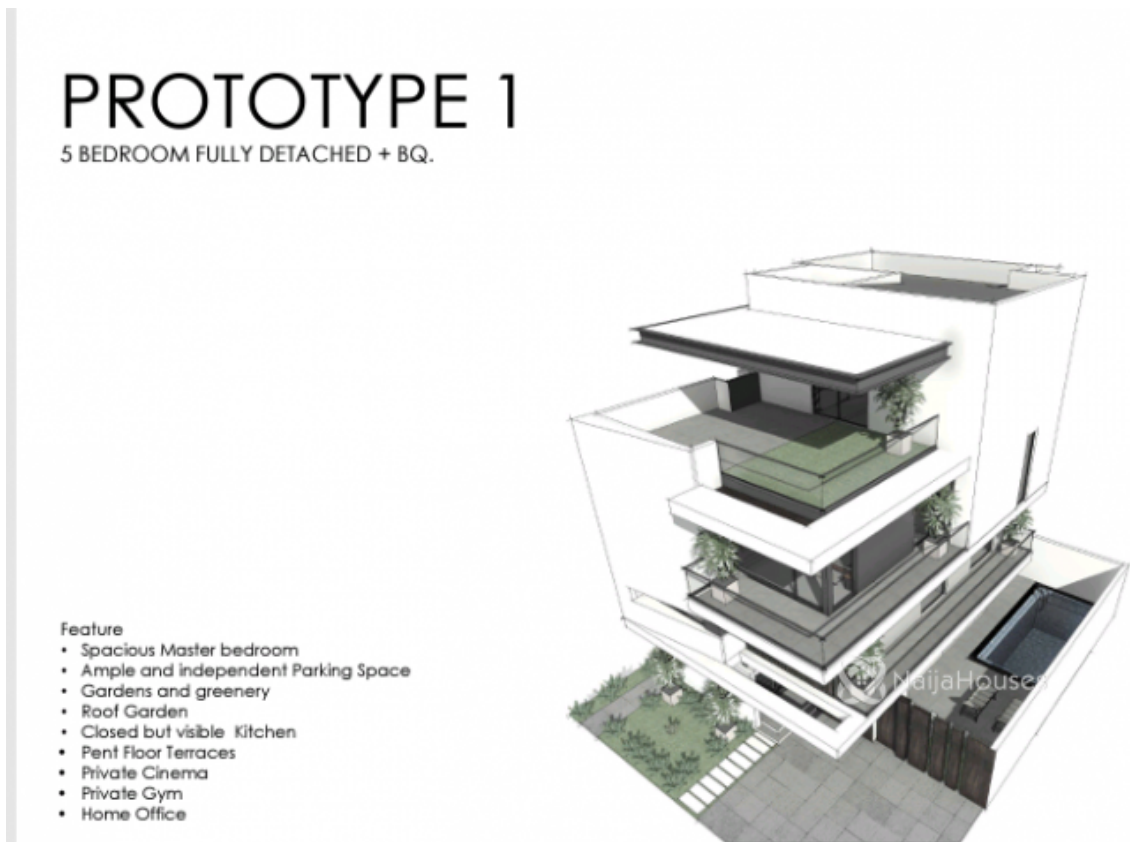 PROTOTYPE 1
5 BEDROOM FULLY DETACHED + BQ.
Feature
• Spacious Master bedroom
• Ample and independent Parking Space
• Gardens and greenery
• Roof Garden
• Closed but visible Kitchen
• Pent Floor Terraces
• Private Cinema
• Private Gym
• Home Office
NaijaHouses